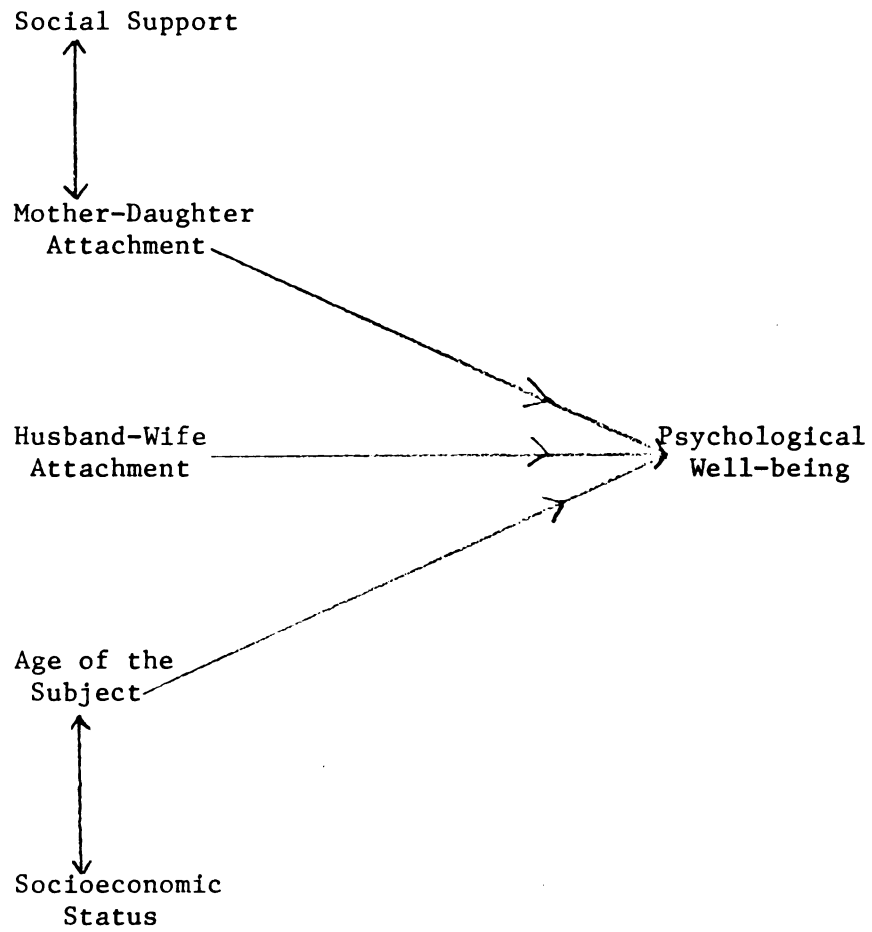 Social Support
Mother-Daughter
Attachment
Husband-Wife
Attachment
Psychological
Well-being
Age of the
Subject
Socioeconomic
Status